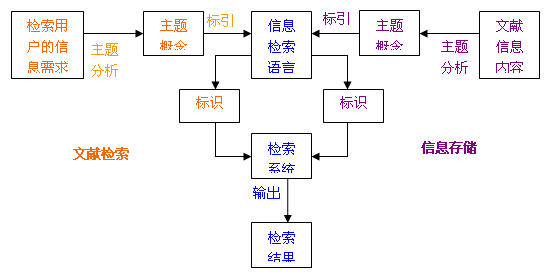 检索用
户的信
息需求
主题
分析
主题
概念
标引
信息
检索
语言
标引
主题
概念
主题
分析
文献
信息
内容
标识
标识
文献检索
检索
系统
信息存储
输出
检索
结果